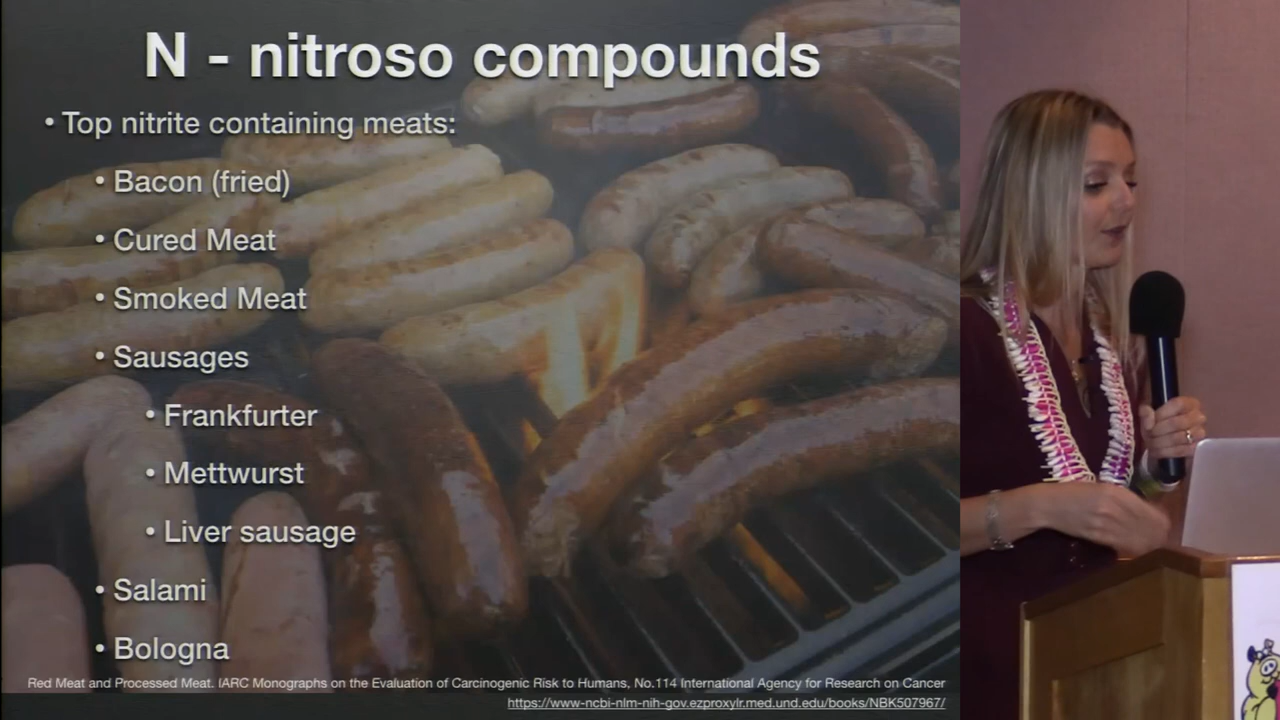 N - nitroso compounds
• Top nitrite containing meats:
• Bacon (fried)
• Cured Meat
• Smoked Meat
• Sausages
• Frankfurter
• Mettwurst
• Liver sausage
• Salami
• Bologna
Red Meat and Processed Meat. IARC Monographs on the Evaluation of Carcinogenic Risk to Humans, No.114 International Agency for Research on Cancer
https://www-ncbi-nlm-nih-gov.ezproxylr.med.und.edu/books/NBK507967/